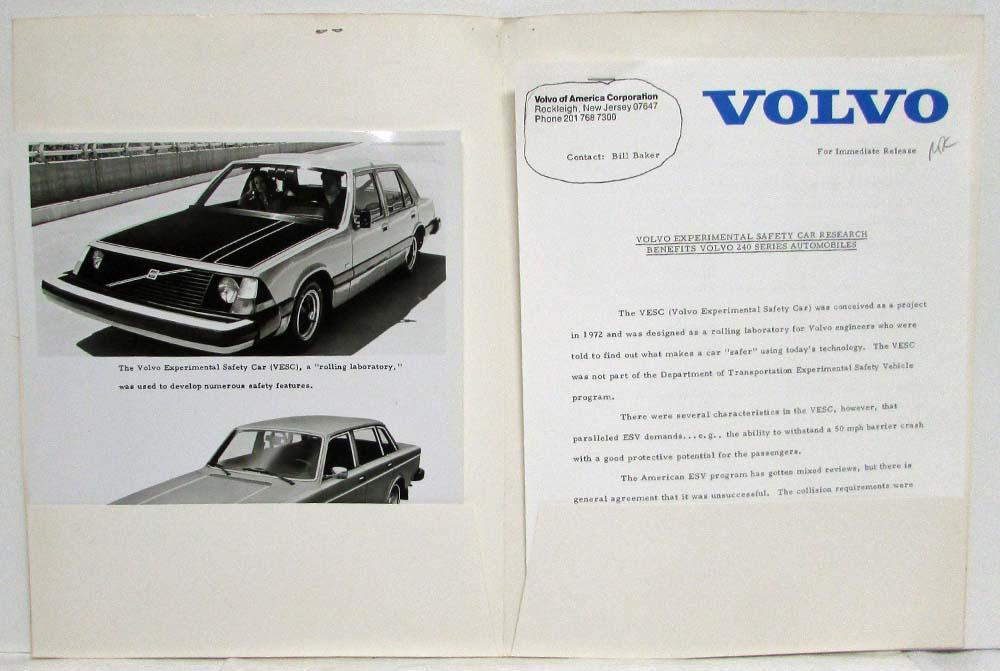 The Volvo Experimental Safety Car (VESC), a "rolling laboratory,"
was used to develop numerous safety features.
Volvo of America Corporation
Rockleigh, New Jersey 07647
Phone 201 768 7300
Contact: Bill Baker
VOLVO
For Immediate Release
VOLVO EXPERIMENTAL SAFETY CAR RESEARCH
BENEFITS VOLVO 240 SERIES AUTOMOBILES
The VESC (Volvo Experimental Safety Car) was conceived as a project
in 1972 and was designed as a rolling laboratory for Volvo engineers who were
told to find out what makes a car "safer" using today's technology. The VESC
was not part of the Department of Transportation Experimental Safety Vehicle
program.
There were several characteristics in the VESC, however, that
paralleled ESV demands...e.g., the ability to withstand a 50 mph barrier crash
with a good protective potential for the passengers.
The American ESV program has gotten mixed reviews, but there is
general agreement that it was unsuccessful. The collision requirements were